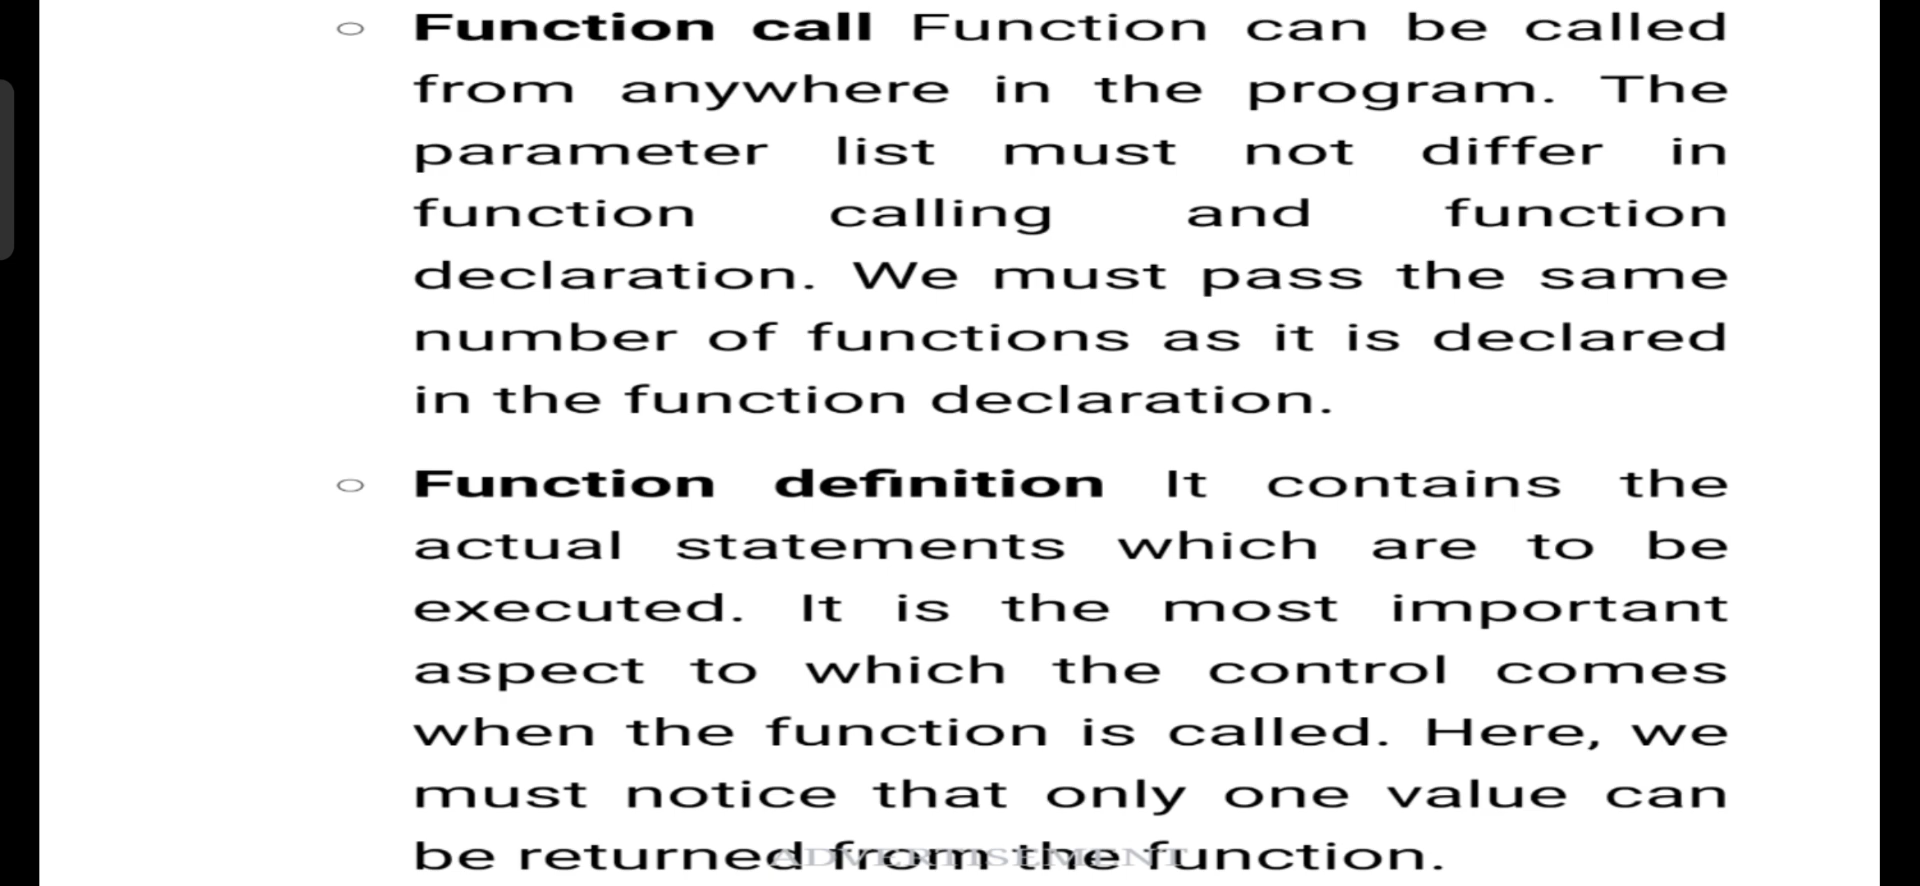 Function call Function can be called
from anywhere in the program. The
parameter list must not differ in
function calling and function
declaration. We must pass the same
number of functions as it is declared
in the function declaration.
Function definition It contains the
actual statements which are to be
executed. It is the most important
aspect to which the control comes
when the function is called. Here, we
must notice that only one value can
be returned from the function.
ADVERTISEMENT